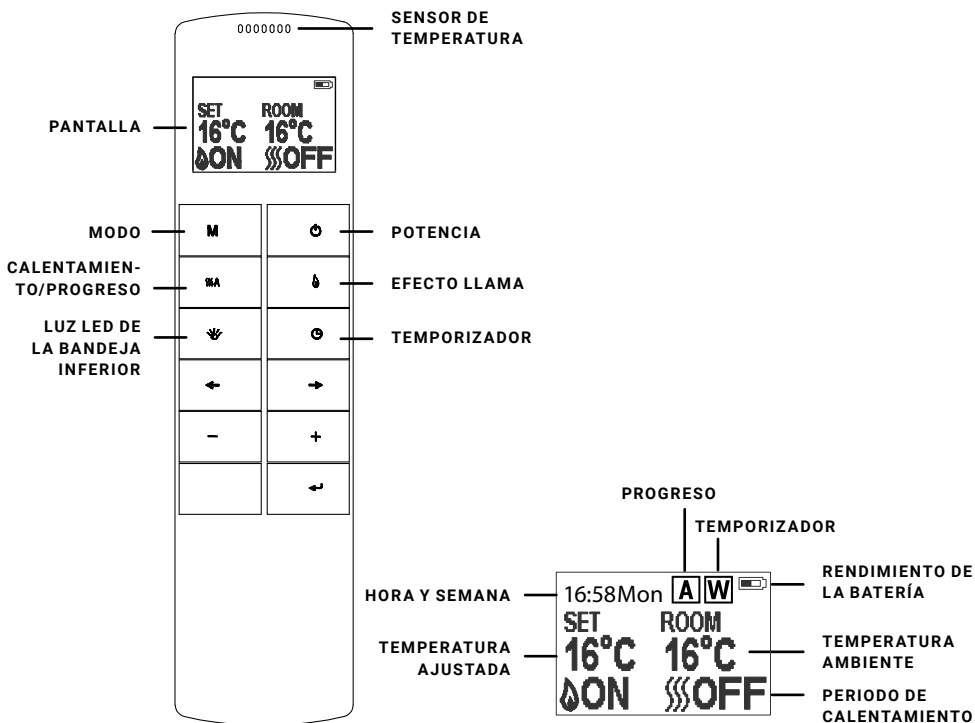 SENSOR DE
TEMPERATURA
SET ROOM
16°C 16°C
ON OFF
PANTALLA
M
MODO
POTENCIA
CALENTAMIEN-
TO/PROGRESO
A
EFECTO LLAMA
LUZ LED DE
LA BANDEJA
INFERIOR
TEMPORIZADOR
- +
PROGRESO
TEMPORIZADOR
HORA Y SEMANA
16:58Mon A W
RENDIMIENTO DE
LA BATERÍA
SET ROOM
16°C 16°C
ON OFF
TEMPERATURA
AJUSTADA
TEMPERATURA
AMBIENTE
PERIODO DE
CALENTAMIENTO